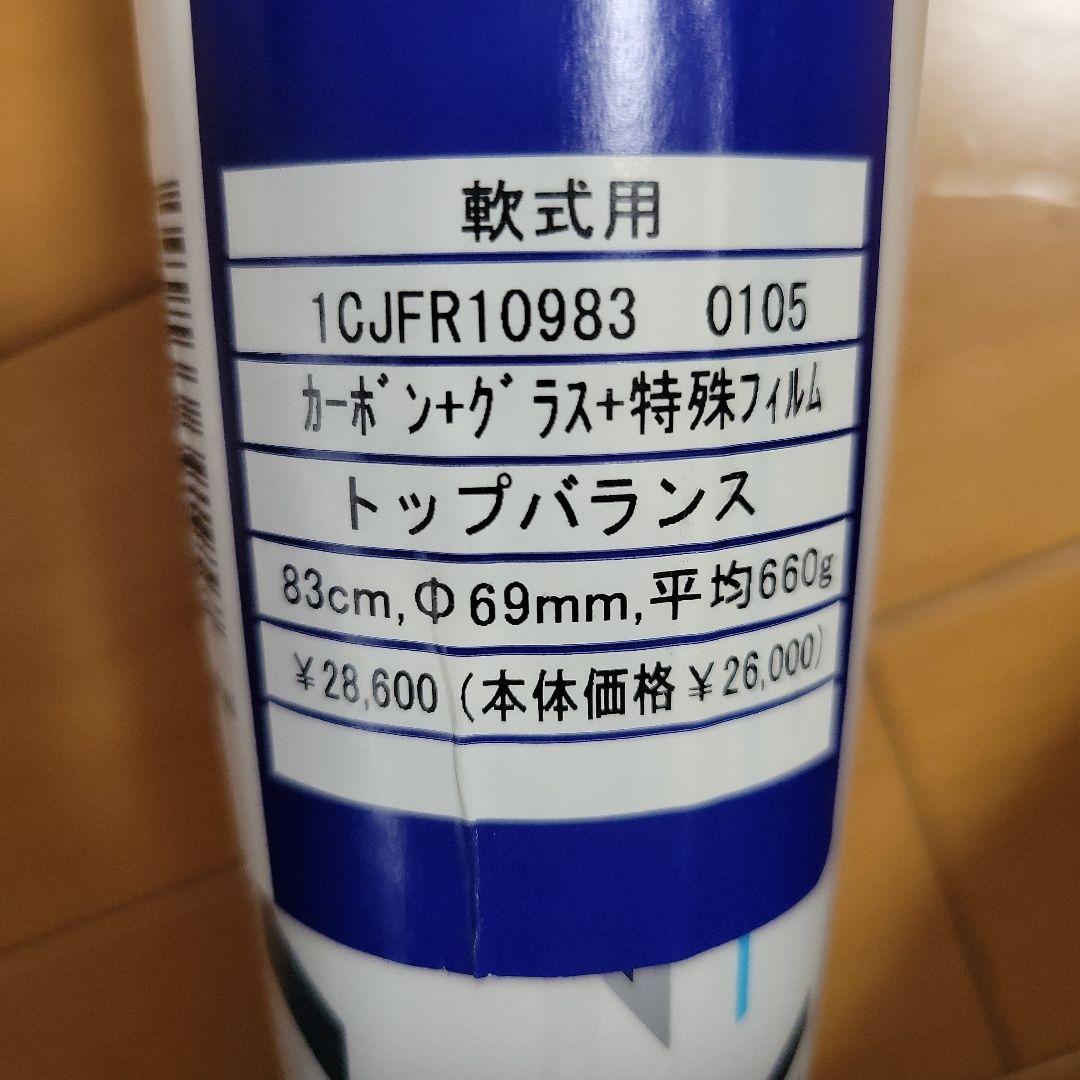 軟式用
1CJFR10983 0105
ｶｰﾎﾞﾝ+ｸﾞﾗｽ+特殊ﾌｨﾙﾑ
トップバランス
83cm,Φ69mm,平均660g
¥28,600 (本体価格¥26,000)